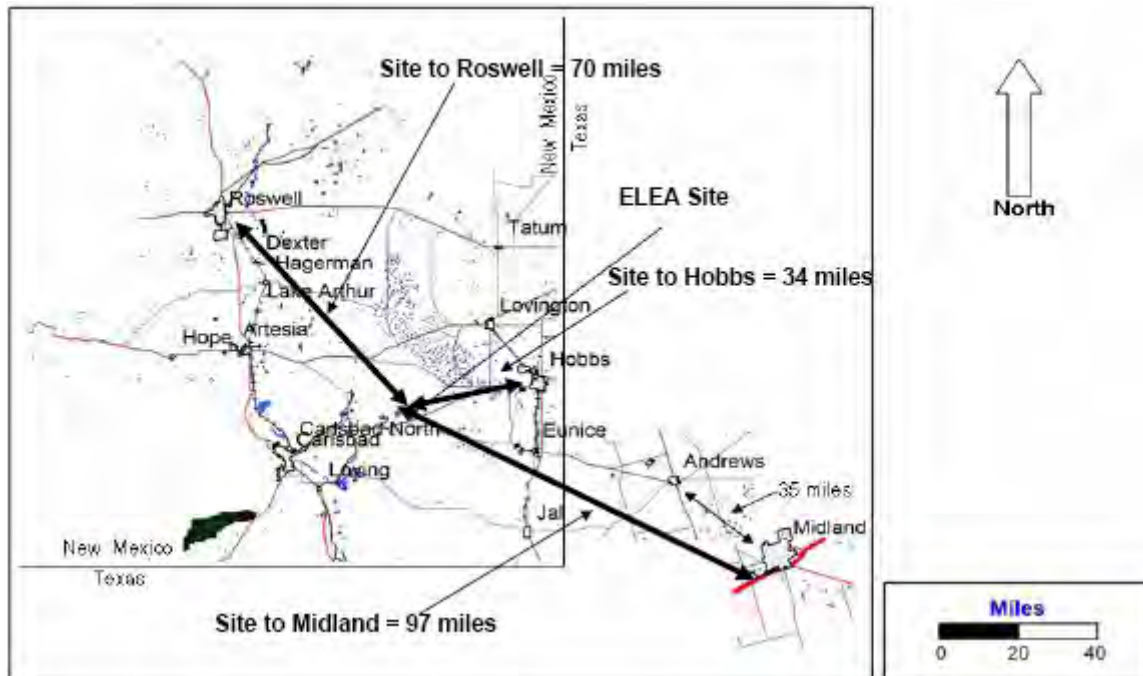 Site to Roswell = 70 miles
New Mexico
Texas
North
Roswell
ELEA Site
Tatum
Dexter
Hagerman
Site to Hobbs = 34 miles
Lake Arthur
Lovington
Artesia
Hope
Hobbs
Carlsbad North
Carlsbad
Eunice
Loving
Andrews
35 miles
Jal
Midland
New Mexico
Texas
Site to Midland = 97 miles
Miles
0 20 40